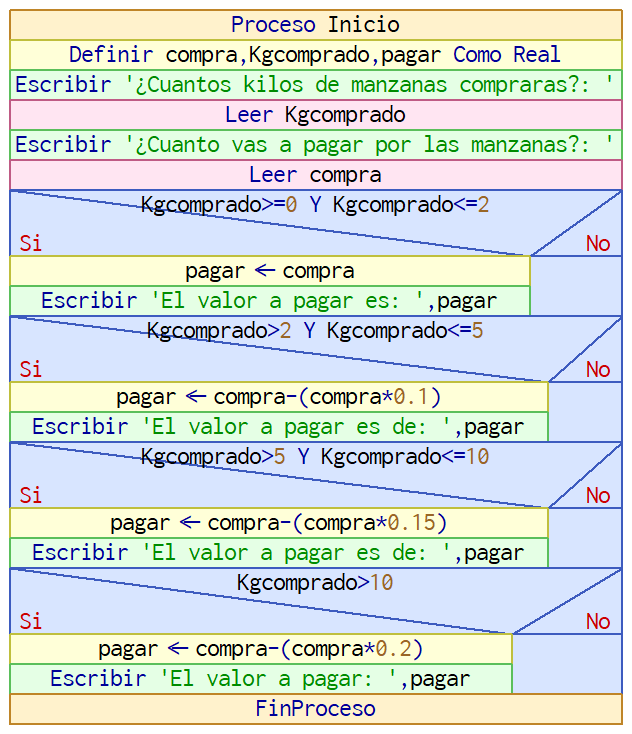 Proceso Inicio
Definir compra,Kgcomprado,pagar Como Real
Escribir '¿Cuantos kilos de manzanas compraras?: '
Leer Kgcomprado
Escribir '¿Cuanto vas a pagar por las manzanas?: '
Leer compra
Kgcomprado>=0 Y Kgcomprado<=2
Si No
pagar ← compra
Escribir 'El valor a pagar es: ',pagar
Kgcomprado>2 Y Kgcomprado<=5
Si No
pagar ← compra-(compra*0.1)
Escribir 'El valor a pagar es de: ',pagar
Kgcomprado>5 Y Kgcomprado<=10
Si No
pagar ← compra-(compra*0.15)
Escribir 'El valor a pagar es de: ',pagar
Kgcomprado>10
Si No
pagar ← compra-(compra*0.2)
Escribir 'El valor a pagar: ',pagar
FinProceso